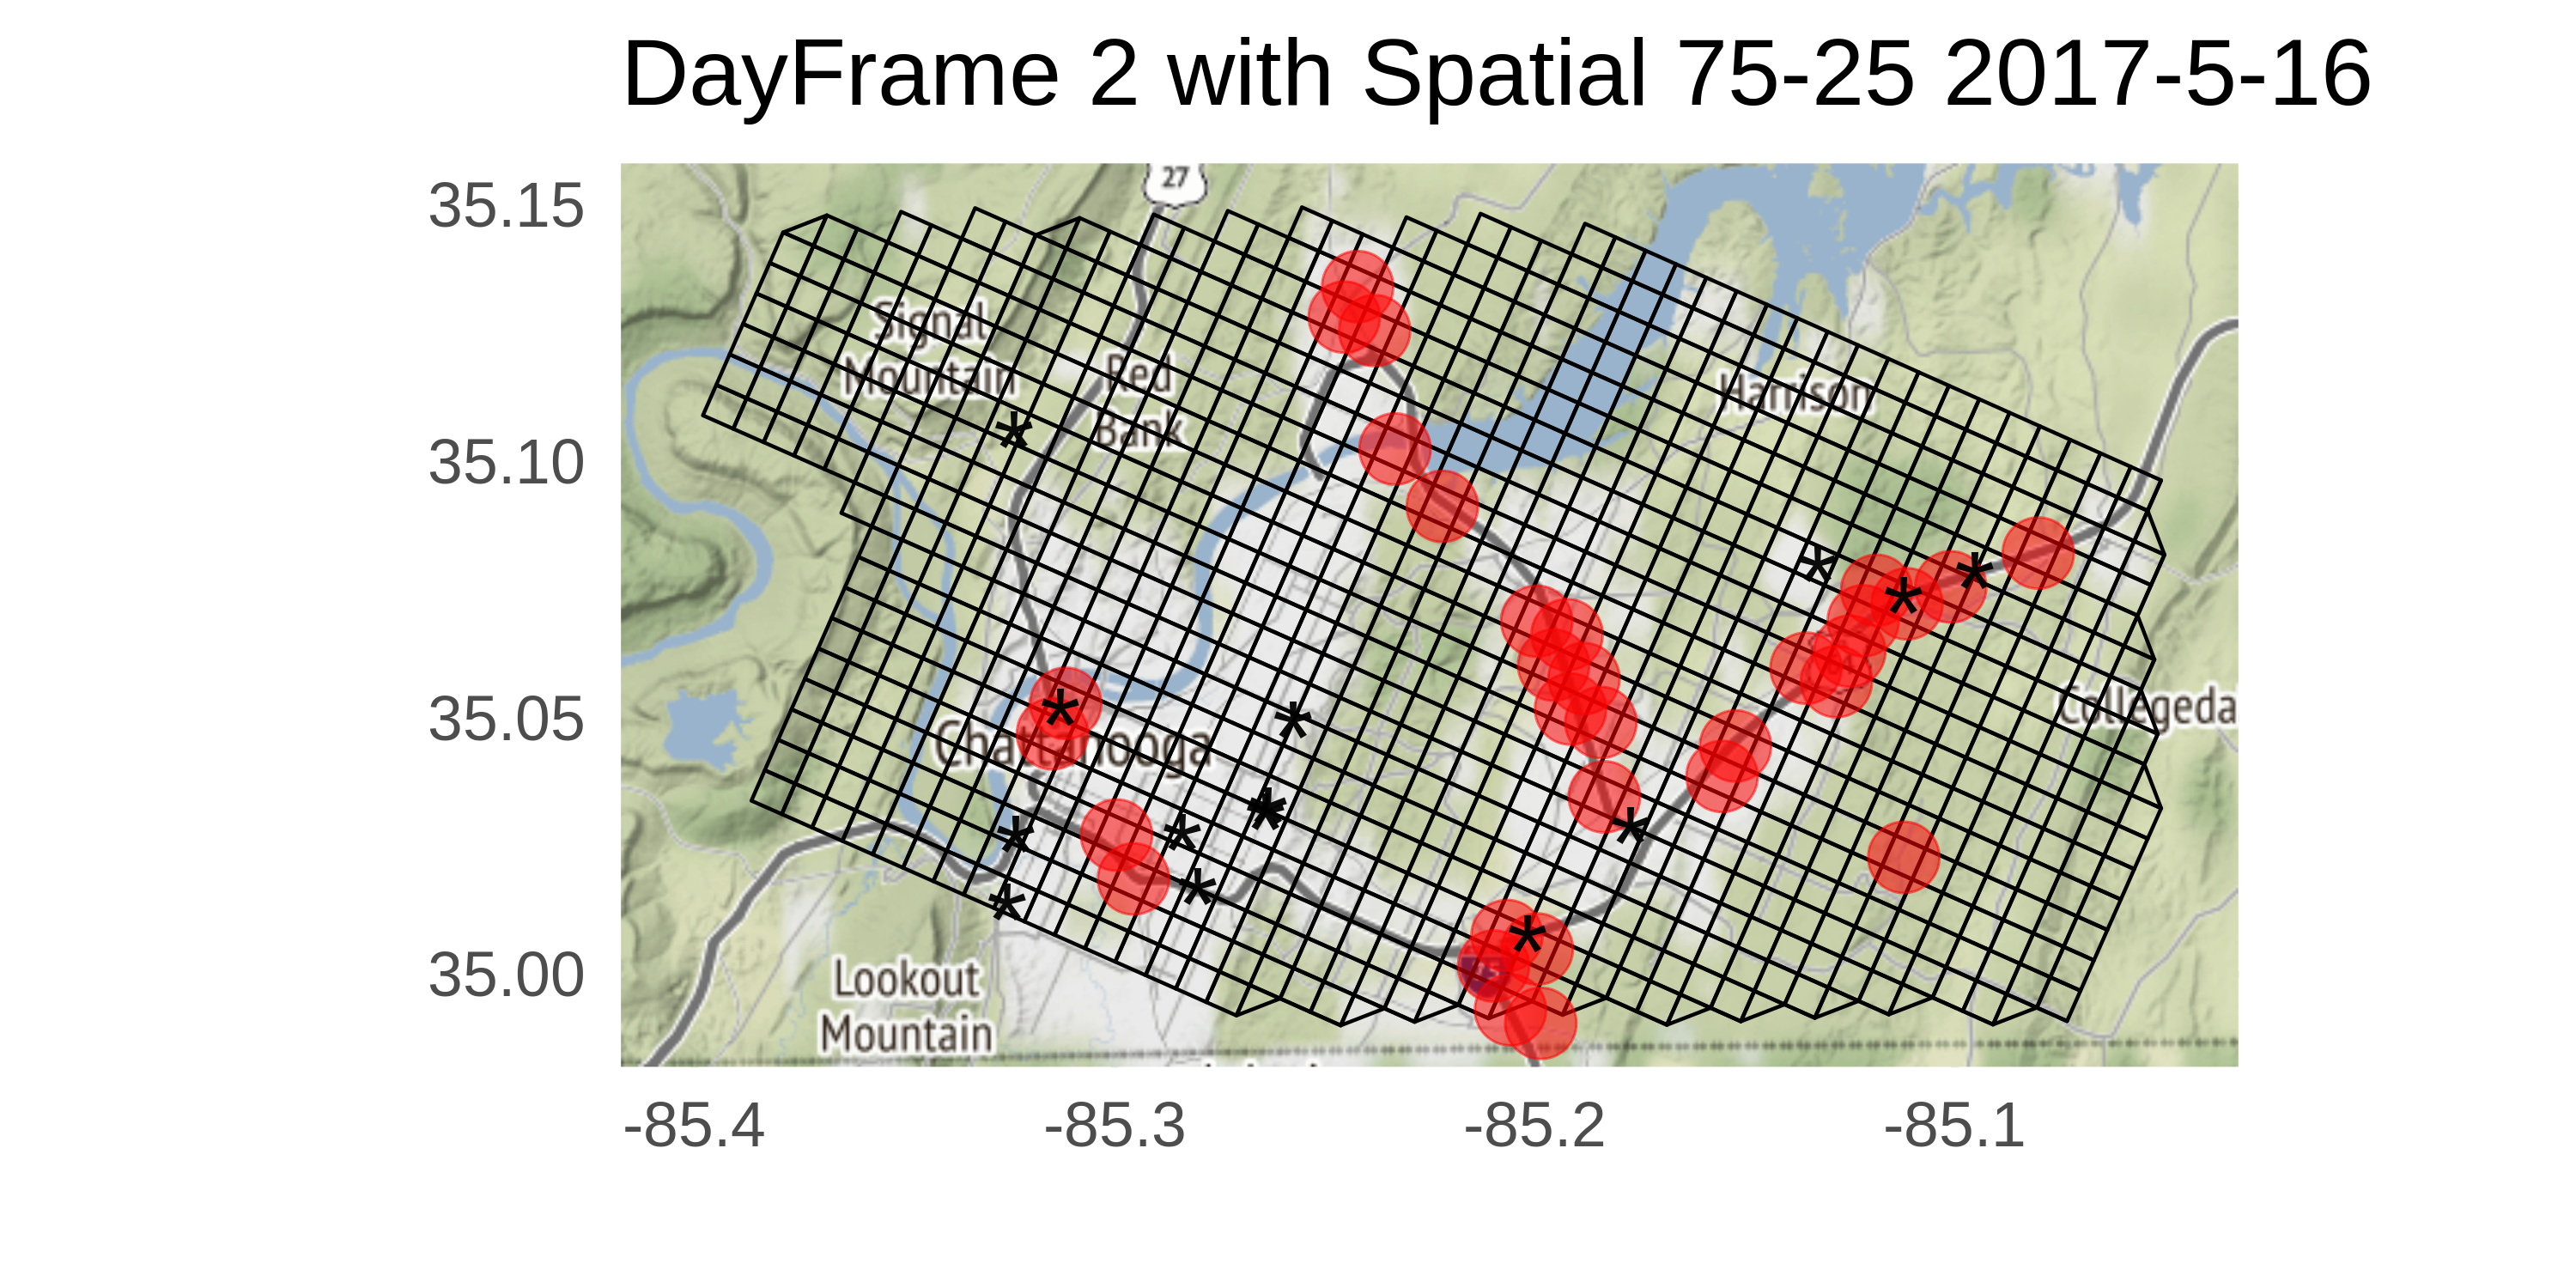 DayFrame 2 with Spatial 75-25 2017-5-16
27
35.15
Signal
Mountain
Red
Bank
Harrison
35.10
35.05
Collegeda
Chattanooga
35.00
Lookout
Mountain
-85.4
-85.3
-85.2
-85.1